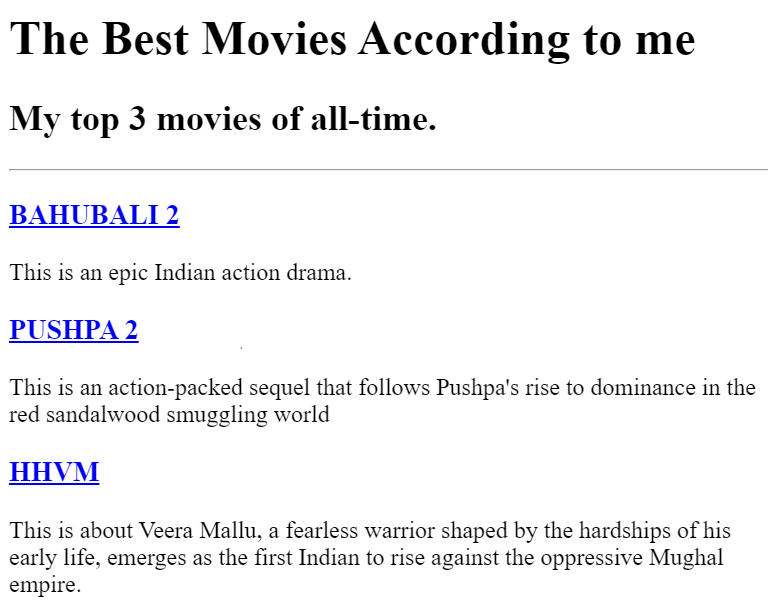 The Best Movies According to me
My top 3 movies of all-time.
BAHUBALI 2
This is an epic Indian action drama.
PUSHPA 2
This is an action-packed sequel that follows Pushpa's rise to dominance in the
red sandalwood smuggling world
HHVM
This is about Veera Mallu, a fearless warrior shaped by the hardships of his
early life, emerges as the first Indian to rise against the oppressive Mughal
empire.